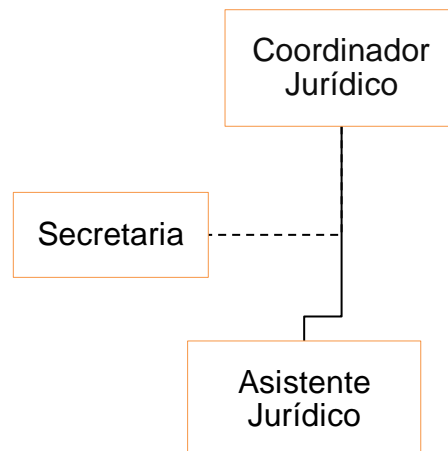 Coordinador
Jurídico
Secretaria
Asistente
Jurídico